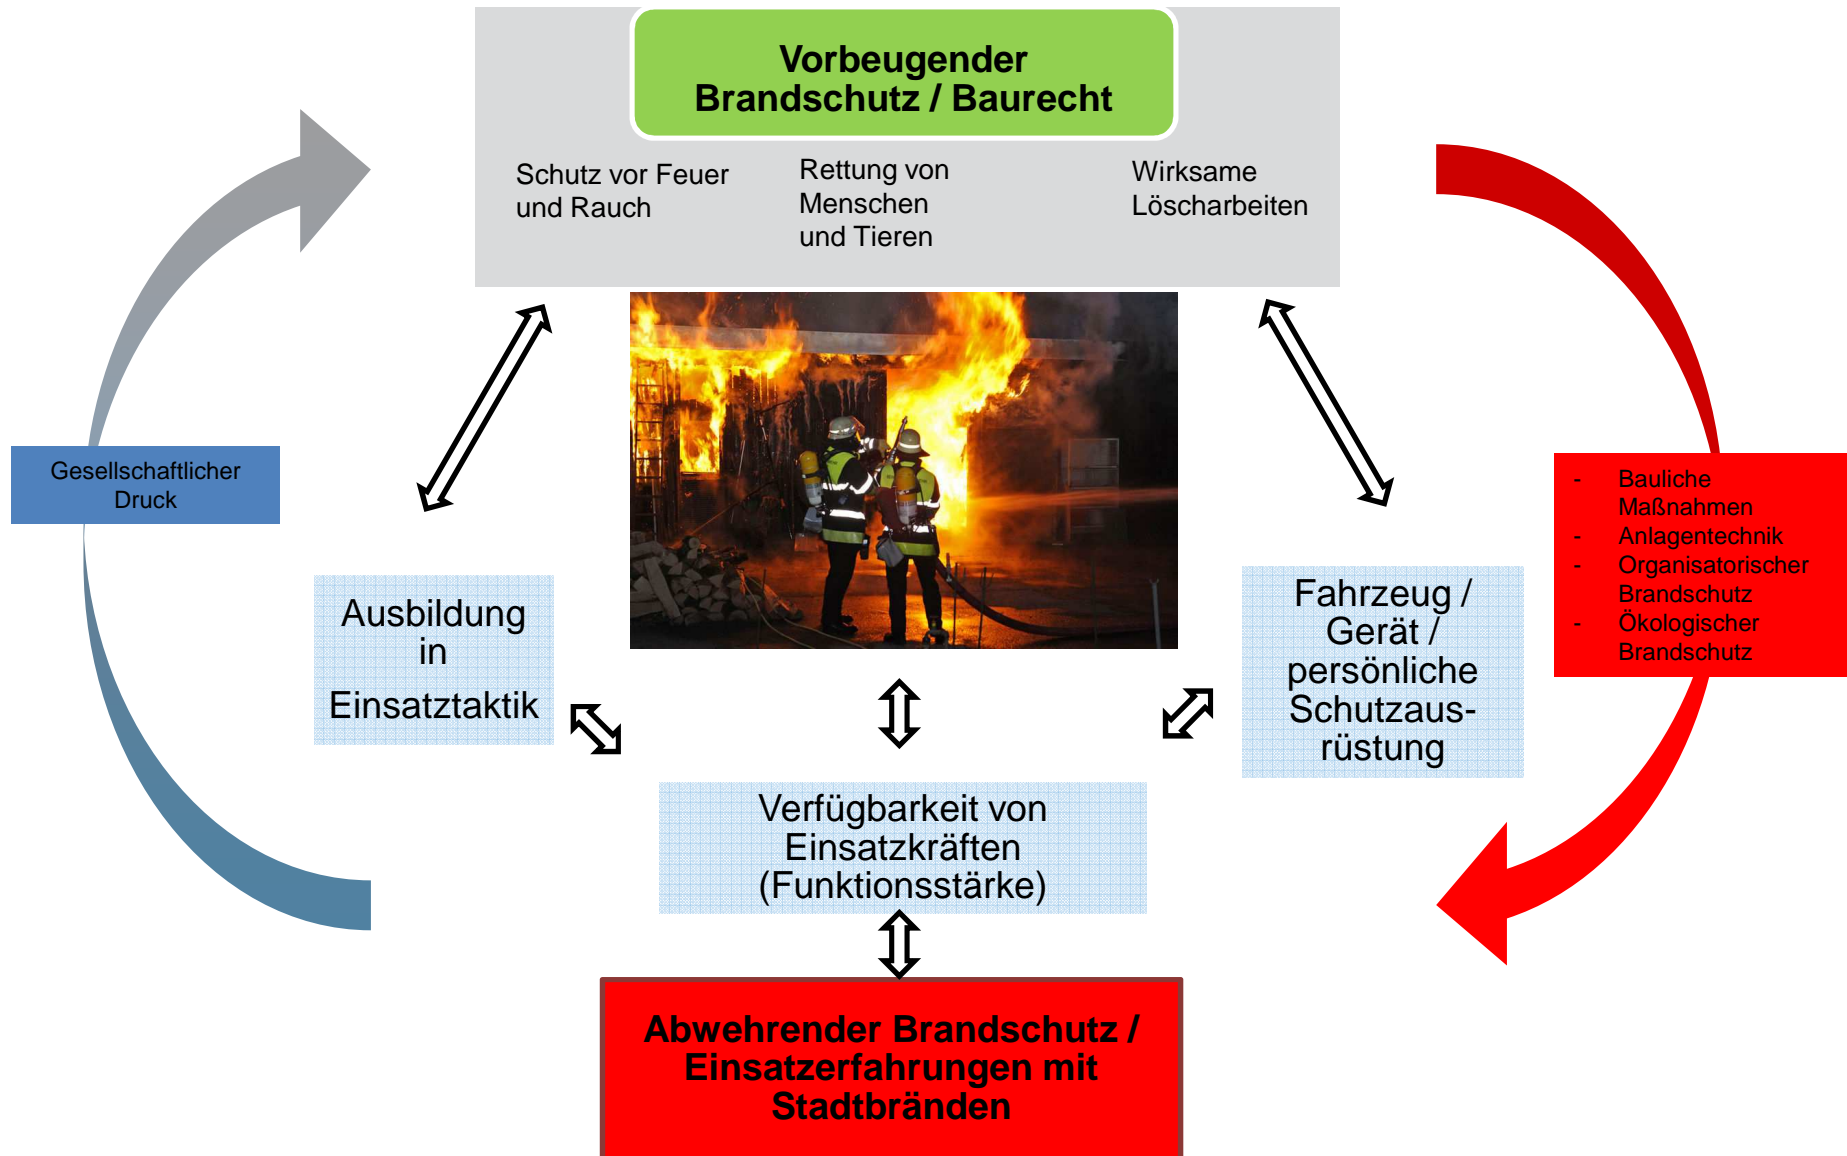 Vorbeugender
Brandschutz / Baurecht
Schutz vor Feuer
und Rauch
Rettung von
Menschen
und Tieren
Wirksame
Löscharbeiten
Gesellschaftlicher
Druck
- Bauliche
Maßnahmen
- Anlagentechnik
- Organisatorischer
Brandschutz
- Ökologischer
Brandschutz
Ausbildung
in
Einsatztaktik
Fahrzeug /
Gerät /
persönliche
Schutzaus-
rüstung
Verfügbarkeit von
Einsatzkräften
(Funktionsstärke)
Abwehrender Brandschutz /
Einsatzerfahrungen mit
Stadtbränden